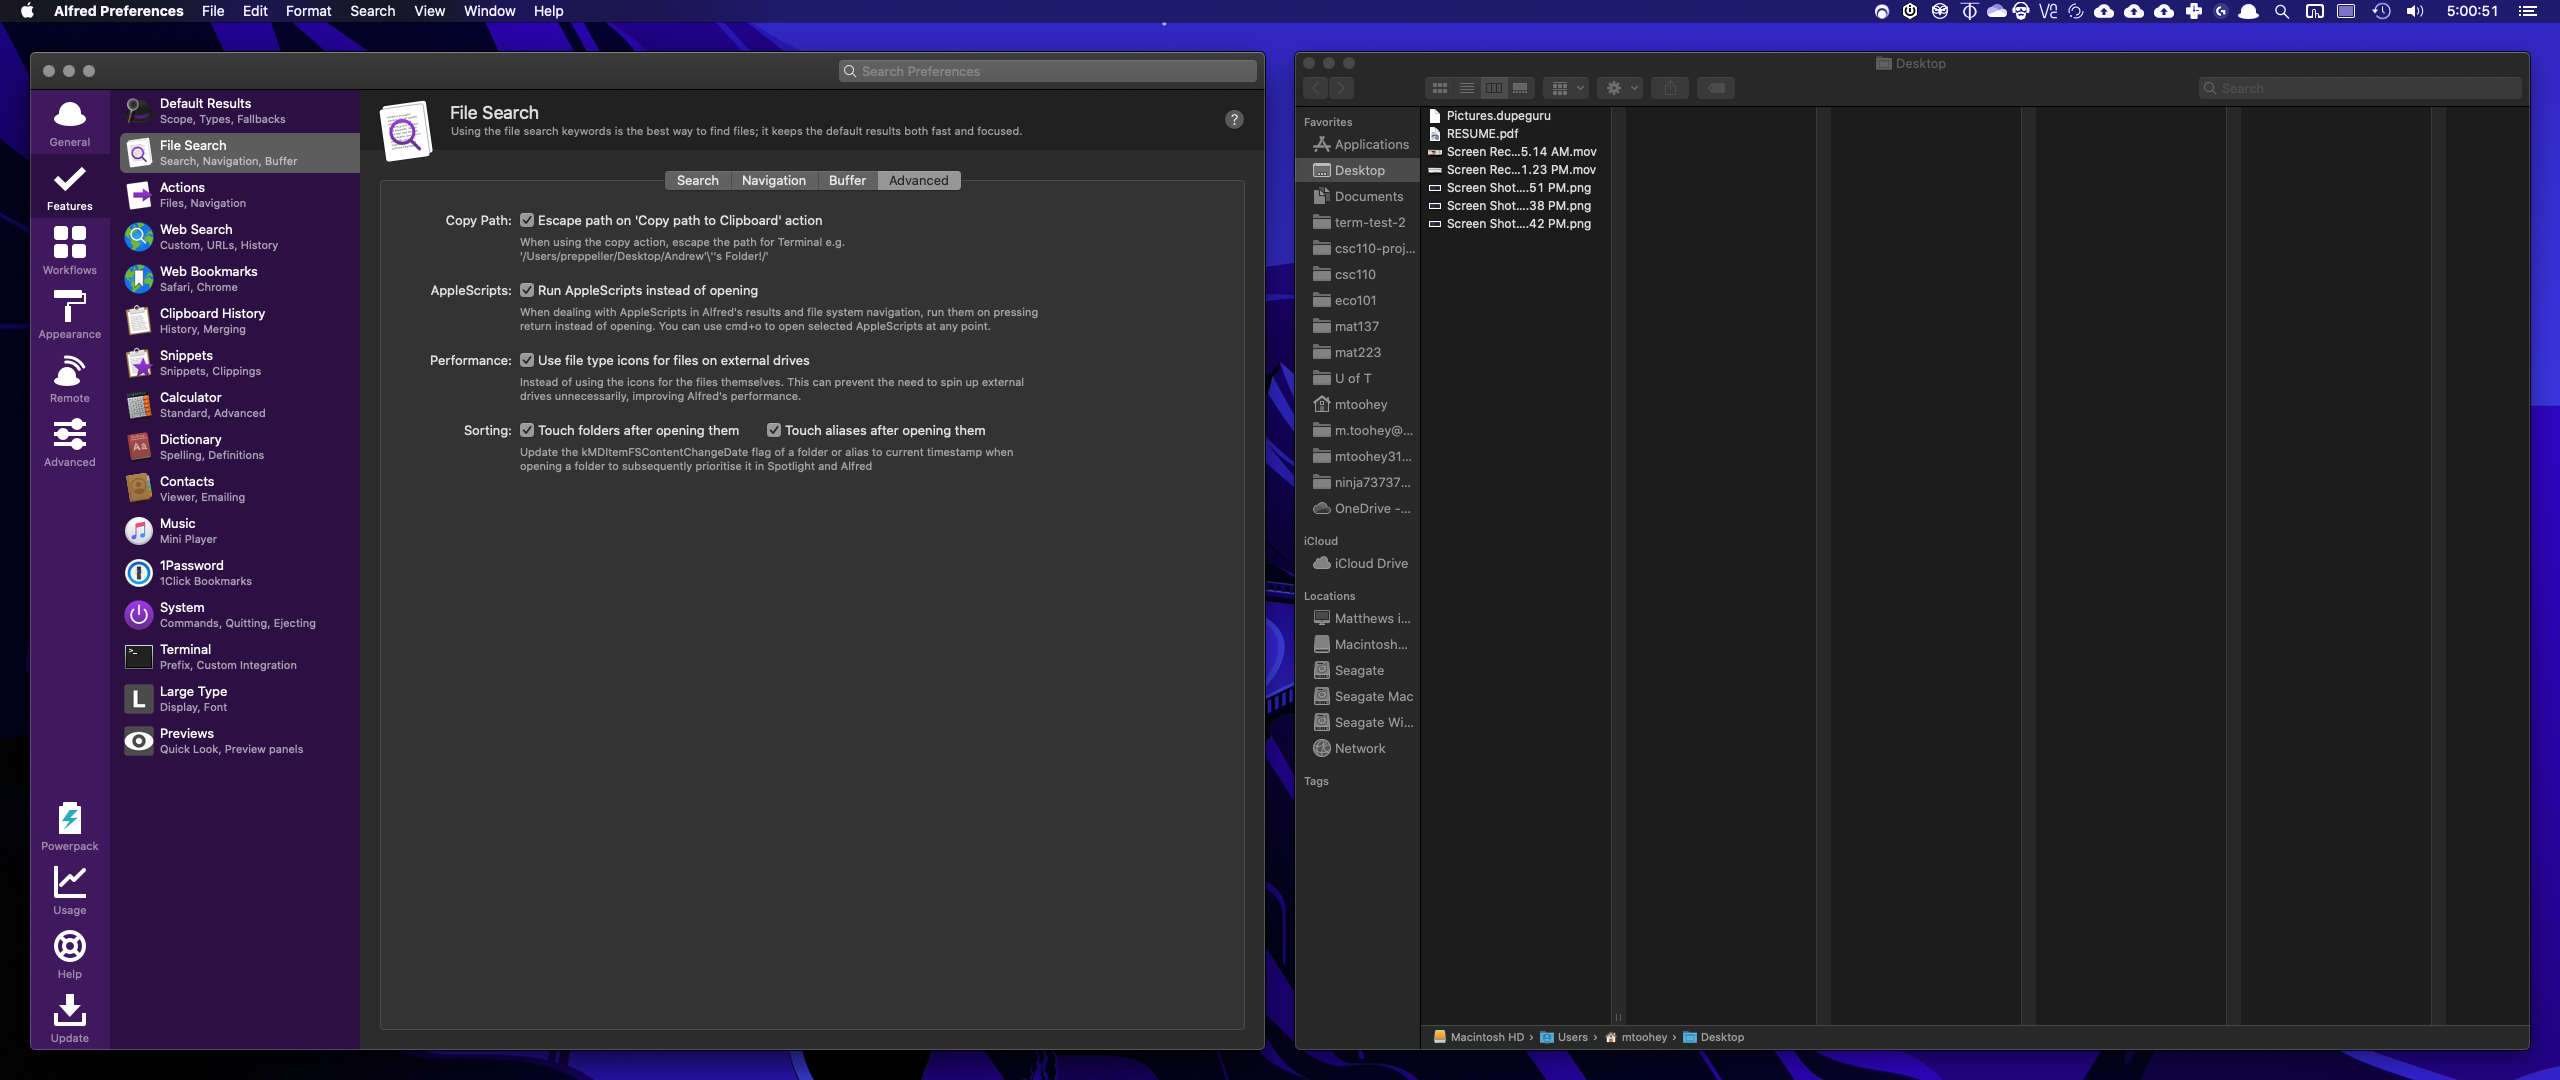 Alfred Preferences File Edit Format Search View Window Help
5:00:51
Search Preferences
General
Features
Workflows
Appearance
Remote
Advanced
Powerpack
Usage
Help
Update
Default Results
Scope, Types, Fallbacks
File Search
Search, Navigation, Buffer
Actions
Files, Navigation
Web Search
Custom, URLs, History
Web Bookmarks
Safari, Chrome
Clipboard History
History, Merging
Snippets
Snippets, Clippings
Calculator
Standard, Advanced
Dictionary
Spelling, Definitions
Contacts
Viewer, Emailing
Music
Mini Player
1Password
1Click Bookmarks
System
Commands, Quitting, Ejecting
Terminal
Prefix, Custom Integration
Large Type
Display, Font
Previews
Quick Look, Preview panels
File Search
Using the file search keywords is the best way to find files; it keeps the default results both fast and focused.
?
Search Navigation Buffer Advanced
Copy Path: Escape path on 'Copy path to Clipboard' action
When using the copy action, escape the path for Terminal e.g.
'/Users/preppeller/Desktop/Andrew'\''s Folder!/'
AppleScripts: Run AppleScripts instead of opening
When dealing with AppleScripts in Alfred's results and file system navigation, run them on pressing
return instead of opening. You can use cmd+o to open selected AppleScripts at any point.
Performance: Use file type icons for files on external drives
Instead of using the icons for the files themselves. This can prevent the need to spin up external
drives unnecessarily, improving Alfred's performance.
Sorting: Touch folders after opening them Touch aliases after opening them
Update the kMDItemFSContentChangeDate flag of a folder or alias to current timestamp when
opening a folder to subsequently prioritise it in Spotlight and Alfred
Desktop
Search
Favorites
Applications
Desktop
Documents
term-test-2
csc110-proj...
csc110
eco101
mat137
mat223
U of T
mtoohey
m.toohey@...
mtoohey31...
ninja73737...
OneDrive -...
iCloud
iCloud Drive
Locations
Matthews i...
Macintosh...
Seagate
Seagate Mac
Seagate Wi...
Network
Tags
Pictures.dupeguru
RESUME.pdf
Screen Rec...5.14 AM.mov
Screen Rec...1.23 PM.mov
Screen Shot....51 PM.png
Screen Shot....38 PM.png
Screen Shot....42 PM.png
Macintosh HD › Users › mtoohey › Desktop